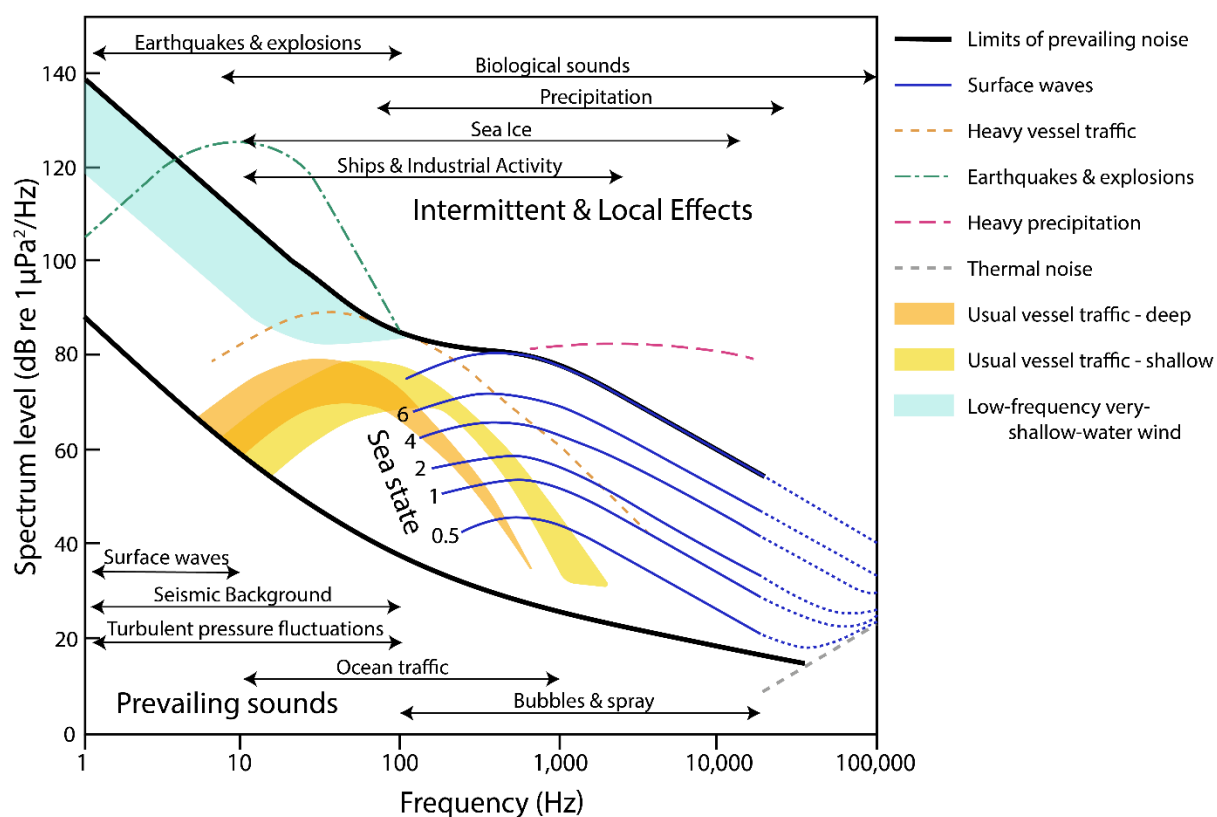 Earthquakes & explosions
Biological sounds
Precipitation
Sea Ice
Ships & Industrial Activity
Intermittent & Local Effects
Spectrum level (dB re 1µPa²/Hz)
140
120
100
80
60
40
20
0
6
4
2
1
0.5
Sea state
Surface waves
Seismic Background
Turbulent pressure fluctuations
Ocean traffic
Prevailing sounds
Bubbles & spray
1
10
100
1,000
10,000
100,000
Frequency (Hz)
Limits of prevailing noise
Surface waves
Heavy vessel traffic
Earthquakes & explosions
Heavy precipitation
Thermal noise
Usual vessel traffic - deep
Usual vessel traffic - shallow
Low-frequency very-
shallow-water wind